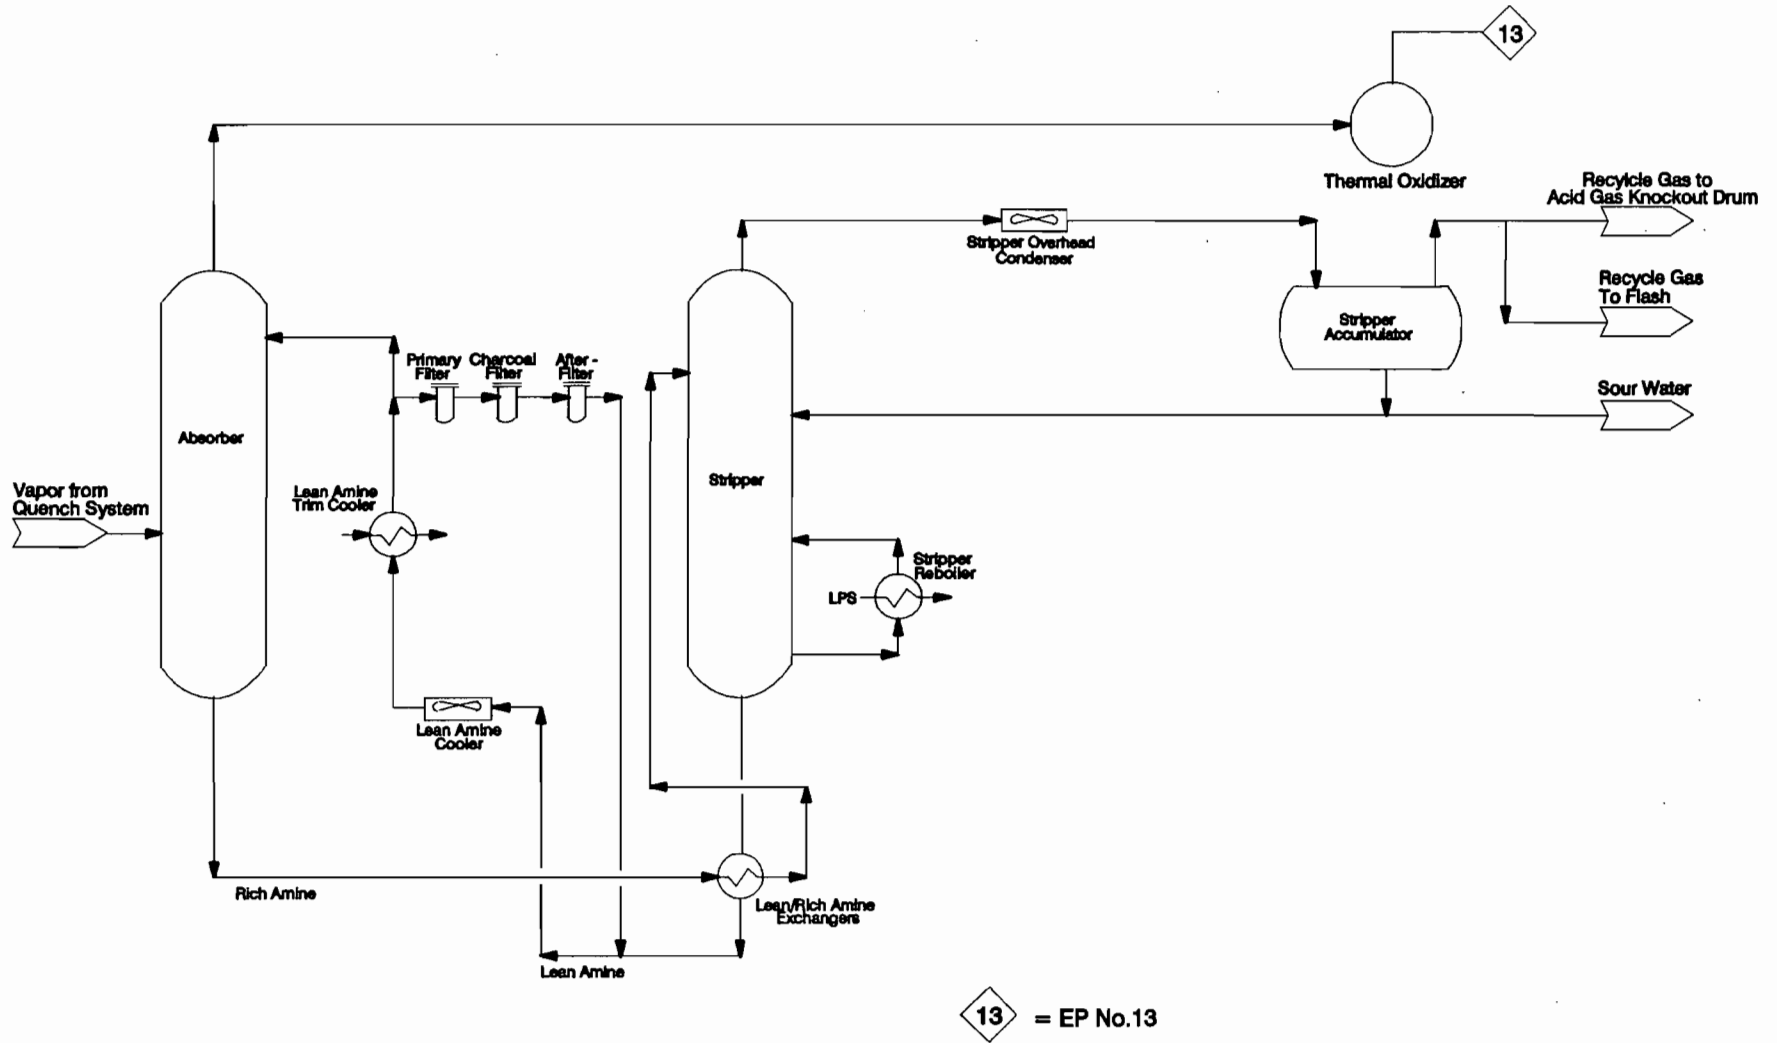 13
Thermal Oxidizer
Recylcle Gas to
Acid Gas Knockout Drum
Stripper Overhead
Condenser
Recycle Gas
To Flash
Stripper
Accumulator
Primary
Filter
Charcoal
Filter
After -
Filter
Sour Water
Absorber
Stripper
Vapor from
Quench System
Lean Amine
Trim Cooler
Stripper
Reboiler
LPS
Lean Amine
Cooler
Rich Amine
Lean/Rich Amine
Exchangers
Lean Amine
13 = EP No.13